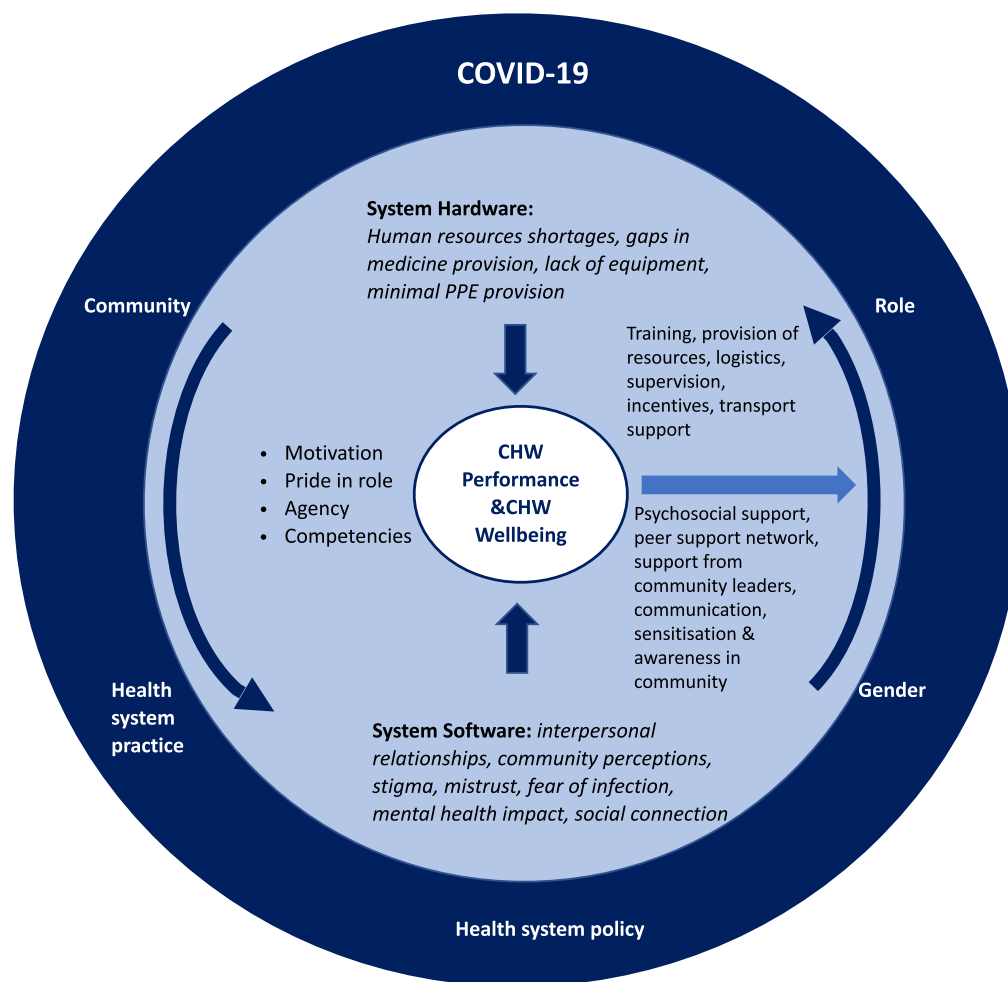 COVID-19
System Hardware:
Human resources shortages, gaps in
medicine provision, lack of equipment,
minimal PPE provision
Community
Role
Training, provision of
resources, logistics,
supervision,
incentives, transport
support
• Motivation
• Pride in role
• Agency
• Competencies
CHW
Performance
&CHW
Wellbeing
Psychosocial support,
peer support network,
support from
community leaders,
communication,
sensitisation &
awareness in
community
Health
system
practice
Gender
System Software: interpersonal
relationships, community perceptions,
stigma, mistrust, fear of infection,
mental health impact, social connection
Health system policy